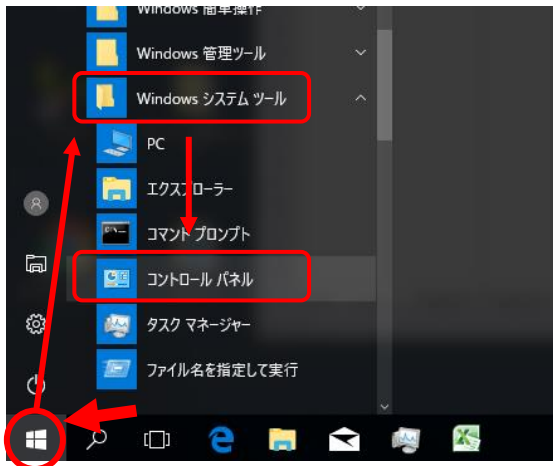 Windows 簡単操作
Windows 管理ツール
Windows システム ツール
PC
エクスプローラー
コマンド プロンプト
コントロール パネル
タスク マネージャー
ファイル名を指定して実行